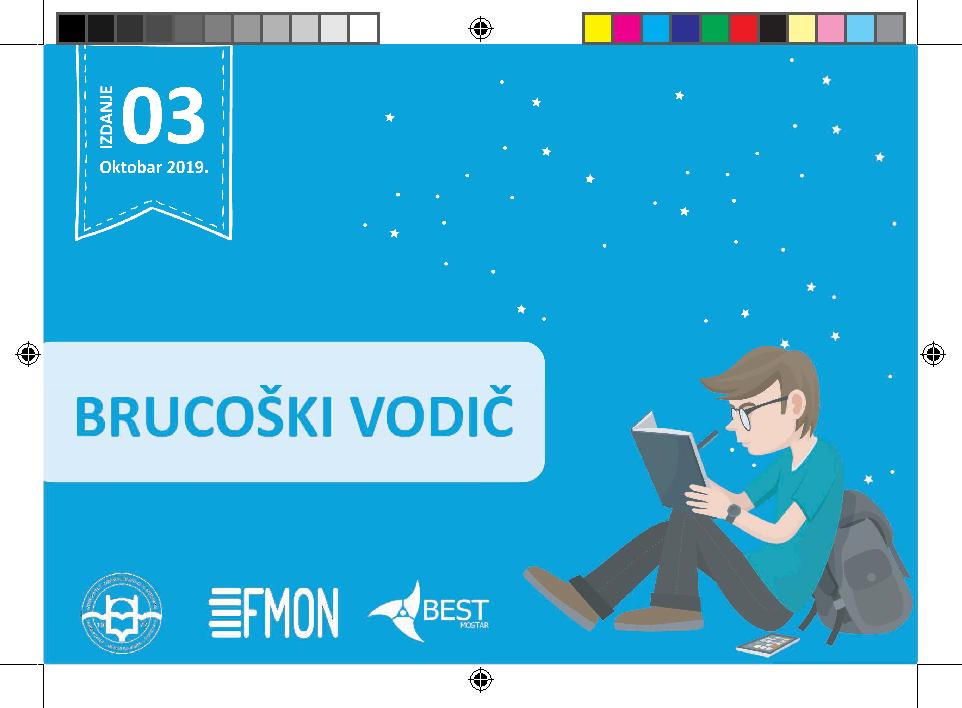 IZDANJE
03
Oktobar 2019.
BRUCOŠKI VODIČ
FMON
BEST
MOSTAR